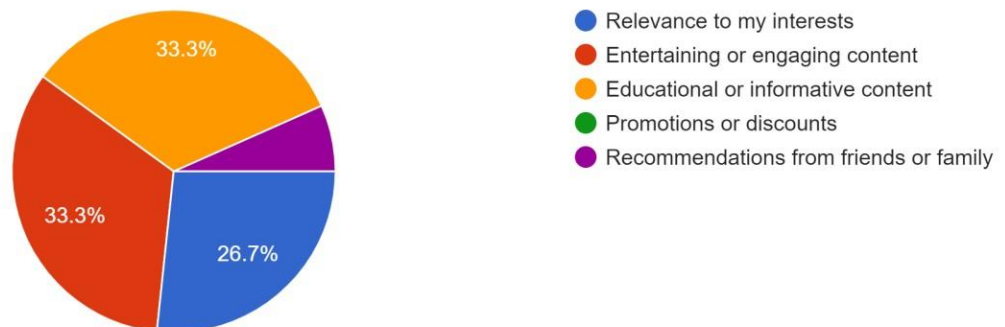 33.3%
33.3%
26.7%
Relevance to my interests
Entertaining or engaging content
Educational or informative content
Promotions or discounts
Recommendations from friends or family